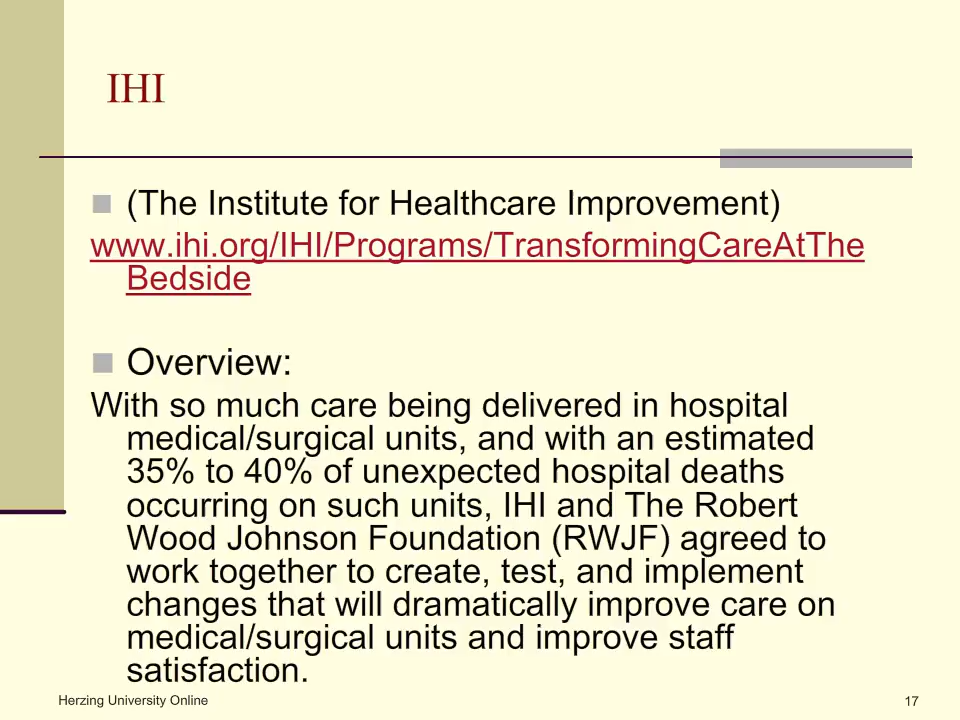 IHI
(The Institute for Healthcare Improvement)
www.ihi.org/IHI/Programs/TransformingCareAtThe
Bedside
Overview:
With so much care being delivered in hospital
medical/surgical units, and with an estimated
35% to 40% of unexpected hospital deaths
occurring on such units, IHI and The Robert
Wood Johnson Foundation (RWJF) agreed to
work together to create, test, and implement
changes that will dramatically improve care on
medical/surgical units and improve staff
satisfaction.
Herzing University Online
17